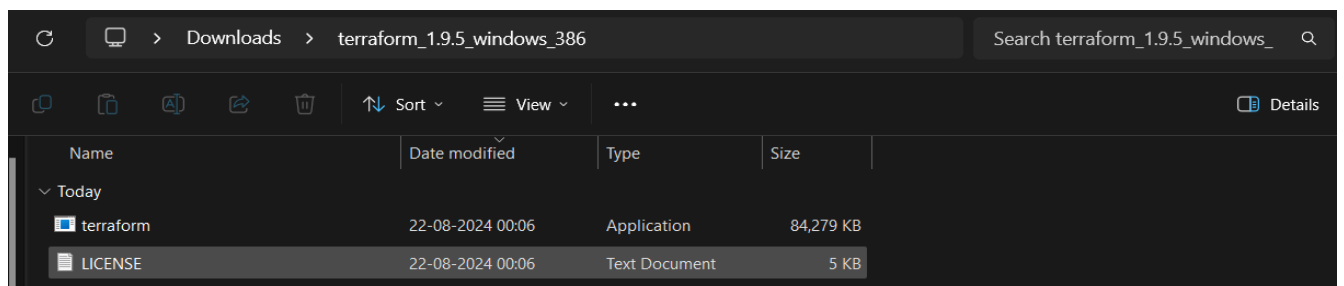 Downloads > terraform_1.9.5_windows_386 Search terraform_1.9.5_windows_
Sort View ••• Details
Name Date modified Type Size
Today
terraform 22-08-2024 00:06 Application 84,279 KB
LICENSE 22-08-2024 00:06 Text Document 5 KB